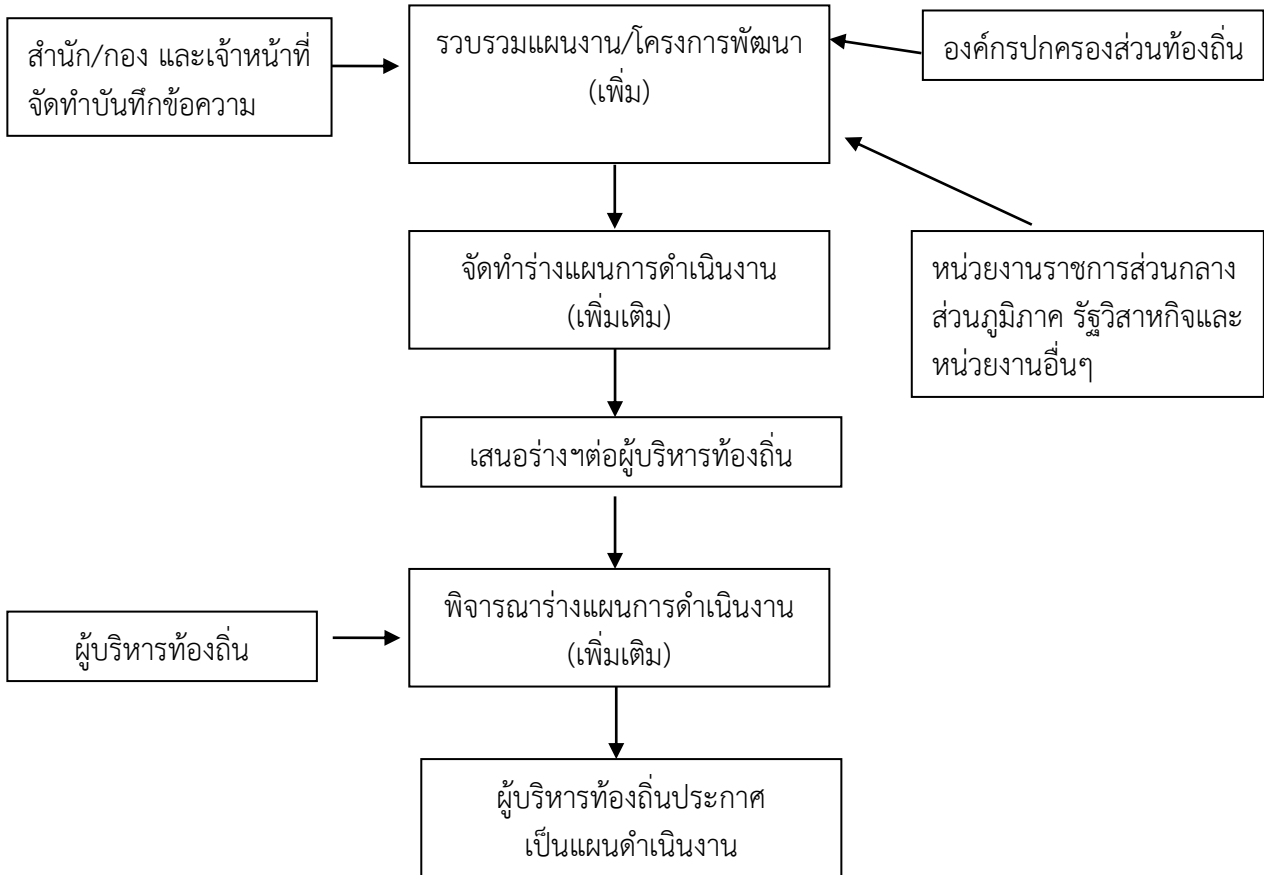 สำนัก/กอง และเจ้าหน้าที่
จัดทำบันทึกข้อความ
รวบรวมแผนงาน/โครงการพัฒนา
(เพิ่ม)
องค์กรปกครองส่วนท้องถิ่น
จัดทำร่างแผนการดำเนินงาน
(เพิ่มเติม)
หน่วยงานราชการส่วนกลาง
ส่วนภูมิภาค รัฐวิสาหกิจและ
หน่วยงานอื่นๆ
เสนอร่างฯต่อผู้บริหารท้องถิ่น
ผู้บริหารท้องถิ่น
พิจารณาร่างแผนการดำเนินงาน
(เพิ่มเติม)
ผู้บริหารท้องถิ่นประกาศ
เป็นแผนดำเนินงาน